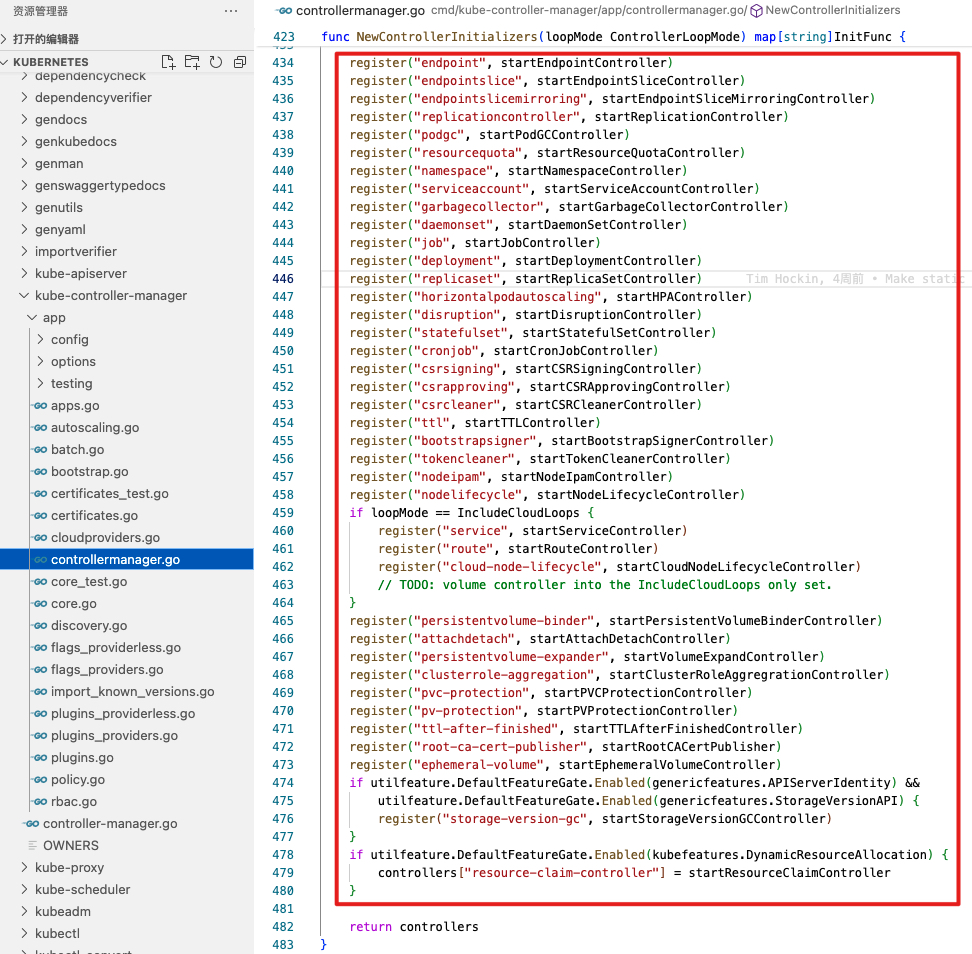 资源管理器
···
打开的编辑器
KUBERNETES
dependencycheck
dependencyverifier
gendocs
genkubedocs
genman
genswaggertypedocs
genutils
genyaml
importverifier
kube-apiserver
kube-controller-manager
app
config
options
testing
apps.go
autoscaling.go
batch.go
bootstrap.go
certificates_test.go
certificates.go
cloudproviders.go
controllermanager.go
core_test.go
core.go
discovery.go
flags_providerless.go
flags_providers.go
import_known_versions.go
plugins_providerless.go
plugins_providers.go
plugins.go
policy.go
rbac.go
controller-manager.go
OWNERS
kube-proxy
kube-scheduler
kubeadm
kubectl
kubectl-convert
controllermanager.go cmd/kube-controller-manager/app/controllermanager.go/ NewControllerInitializers
423 func NewControllerInitializers(loopMode ControllerLoopMode) map[string]InitFunc {
434 register("endpoint", startEndpointController)
435 register("endpointslice", startEndpointSliceController)
436 register("endpointslicemirroring", startEndpointSliceMirroringController)
437 register("replicationcontroller", startReplicationController)
438 register("podgc", startPodGCController)
439 register("resourcequota", startResourceQuotaController)
440 register("namespace", startNamespaceController)
441 register("serviceaccount", startServiceAccountController)
442 register("garbagecollector", startGarbageCollectorController)
443 register("daemonset", startDaemonSetController)
444 register("job", startJobController)
445 register("deployment", startDeploymentController)
446 register("replicaset", startReplicaSetController) Tim Hockin, 4周前 • Make static
447 register("horizontalpodautoscaling", startHPAController)
448 register("disruption", startDisruptionController)
449 register("statefulset", startStatefulSetController)
450 register("cronjob", startCronJobController)
451 register("csrsigning", startCSRSigningController)
452 register("csrapproving", startCSRApprovingController)
453 register("csrcleaner", startCSRCleanerController)
454 register("ttl", startTTLController)
455 register("bootstrapsigner", startBootstrapSignerController)
456 register("tokencleaner", startTokenCleanerController)
457 register("nodeipam", startNodeIpamController)
458 register("nodelifecycle", startNodeLifecycleController)
459 if loopMode == IncludeCloudLoops {
460 register("service", startServiceController)
461 register("route", startRouteController)
462 register("cloud-node-lifecycle", startCloudNodeLifecycleController)
463 // TODO: volume controller into the IncludeCloudLoops only set.
464 }
465 register("persistentvolume-binder", startPersistentVolumeBinderController)
466 register("attachdetach", startAttachDetachController)
467 register("persistentvolume-expander", startVolumeExpandController)
468 register("clusterrole-aggregation", startClusterRoleAggregrationController)
469 register("pvc-protection", startPVCProtectionController)
470 register("pv-protection", startPVProtectionController)
471 register("ttl-after-finished", startTTLAfterFinishedController)
472 register("root-ca-cert-publisher", startRootCACertPublisher)
473 register("ephemeral-volume", startEphemeralVolumeController)
474 if utilfeature.DefaultFeatureGate.Enabled(genericfeatures.APIServerIdentity) &&
475 utilfeature.DefaultFeatureGate.Enabled(genericfeatures.StorageVersionAPI) {
476 register("storage-version-gc", startStorageVersionGCController)
477 }
478 if utilfeature.DefaultFeatureGate.Enabled(kubefeatures.DynamicResourceAllocation) {
479 controllers["resource-claim-controller"] = startResourceClaimController
480 }
481
482 return controllers
483 }